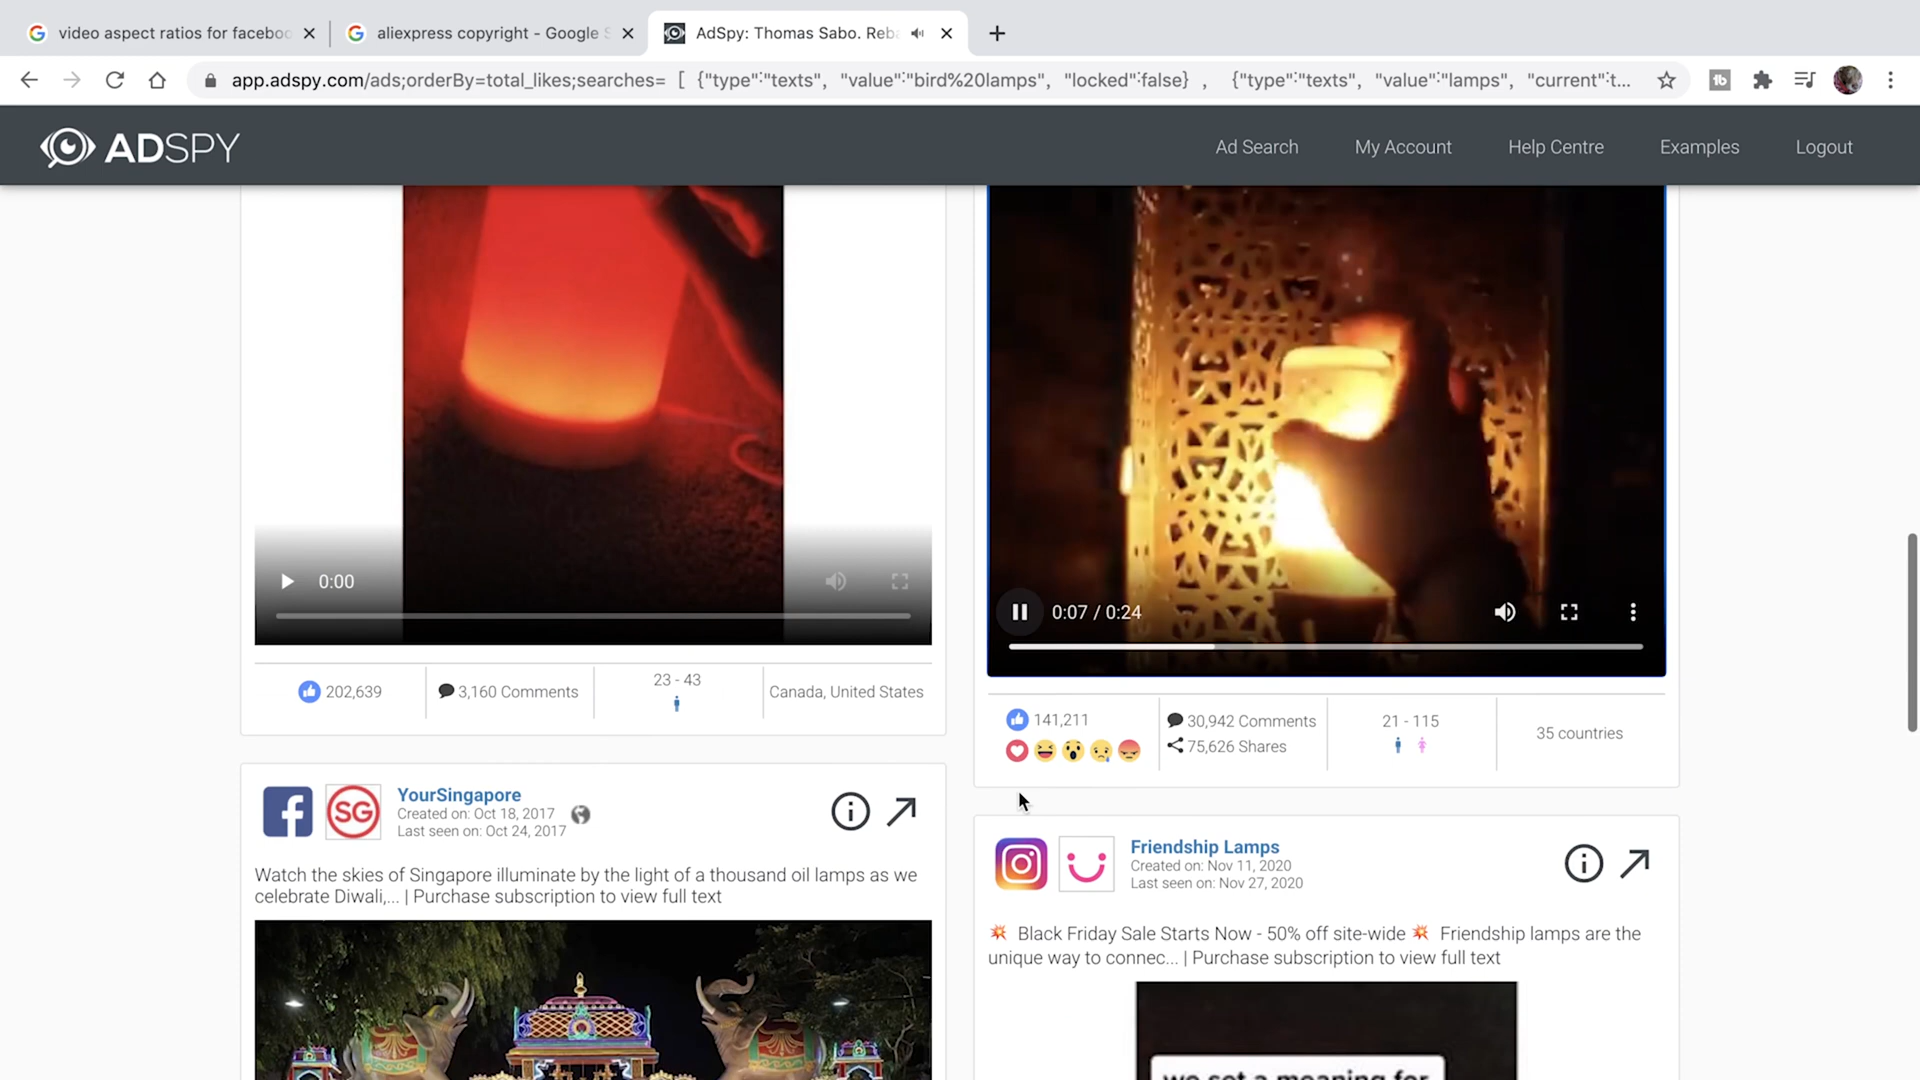 video aspect ratios for faceboo
aliexpress copyright - Google S
AdSpy: Thomas Sabo. Reb
app.adspy.com/ads;orderBy=total_likes;searches= [ {"type":"texts", "value":"bird%20lamps", "locked":false} , {"type":"texts", "value":"lamps", "current":t...
ADSPY
Ad Search
My Account
Help Centre
Examples
Logout
0:00
0:07 / 0:24
202,639
3,160 Comments
23 - 43
Canada, United States
141,211
30,942 Comments
75,626 Shares
21 - 115
35 countries
SG
YourSingapore
Created on: Oct 18, 2017
Last seen on: Oct 24, 2017
Watch the skies of Singapore illuminate by the light of a thousand oil lamps as we
celebrate Diwali,... | Purchase subscription to view full text
Friendship Lamps
Created on: Nov 11, 2020
Last seen on: Nov 27, 2020
💥 Black Friday Sale Starts Now - 50% off site-wide 💥 Friendship lamps are the
unique way to connec... | Purchase subscription to view full text